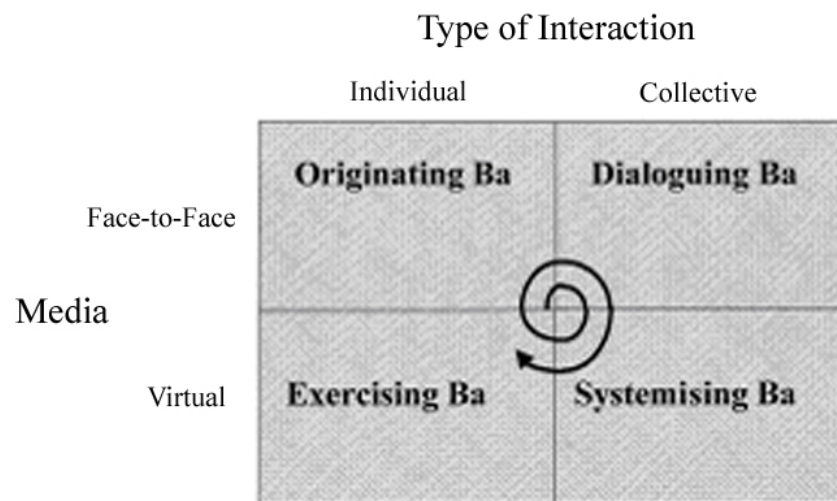 Type of Interaction
Individual Collective
Originating Ba Dialoguing Ba
Face-to-Face
Media
Virtual
Exercising Ba Systemising Ba